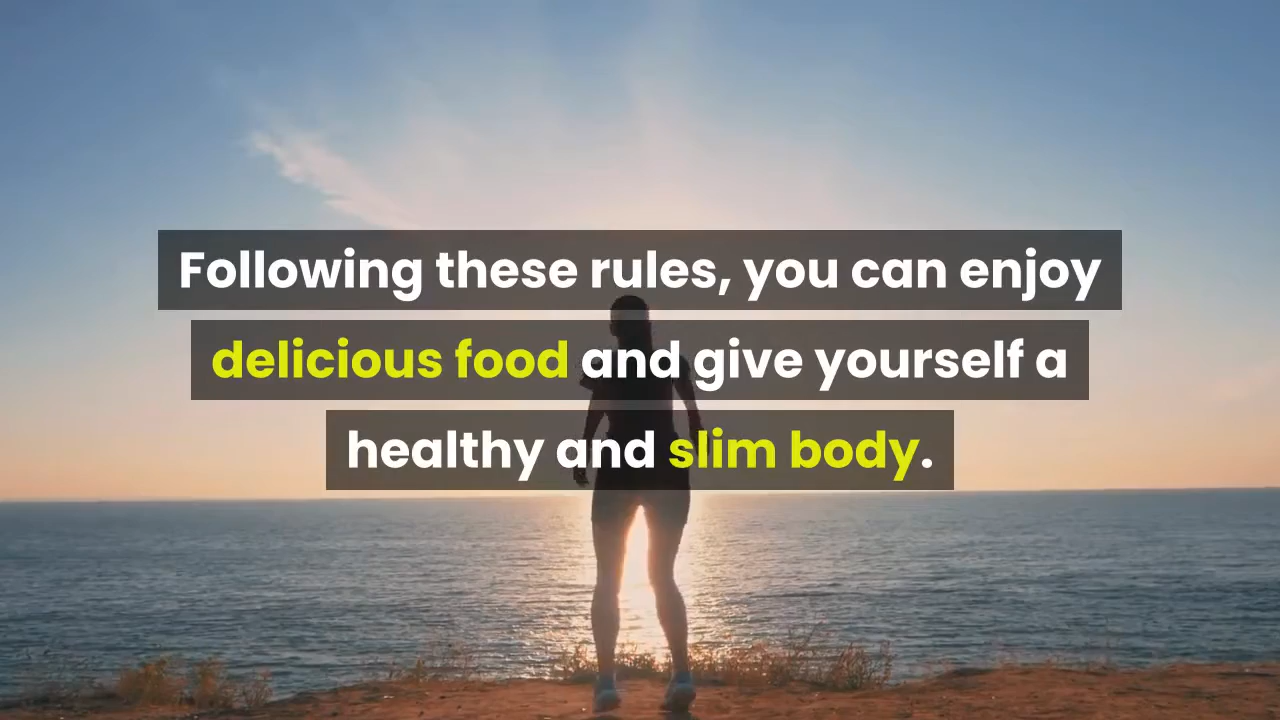 Following these rules, you can enjoy
delicious food and give yourself a
healthy and slim body.